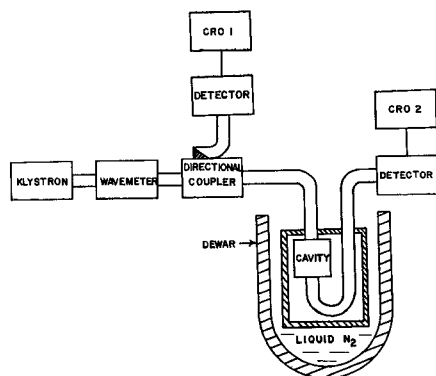 CRO 1
DETECTOR
CRO 2
DETECTOR
KLYSTRON
WAVEMETER
DIRECTIONAL
COUPLER
DEWAR
CAVITY
LIQUID N2